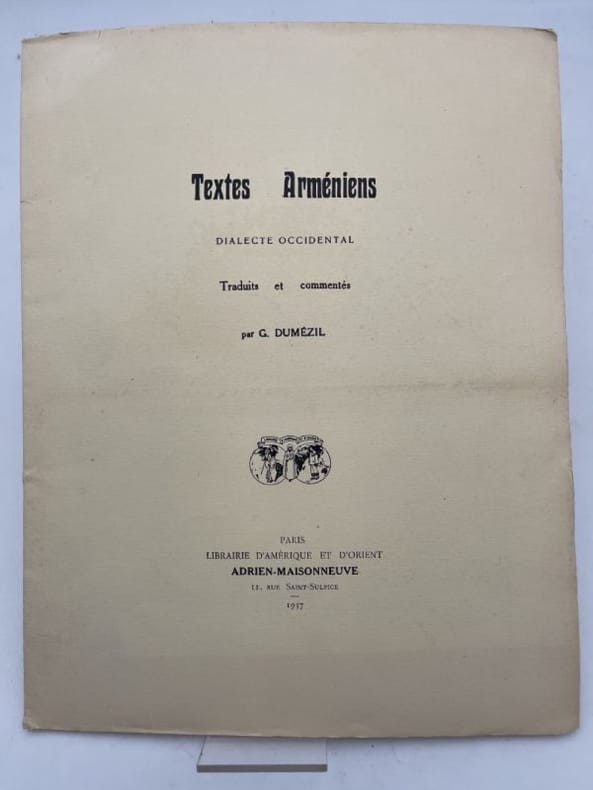 Textes Arméniens
DIALECTE OCCIDENTAL
Traduits et commentés
par G. DUMÉZIL
PARIS
LIBRAIRIE D'AMÉRIQUE ET D'ORIENT
ADRIEN-MAISONNEUVE
11, RUE SAINT-SULPICE
1937